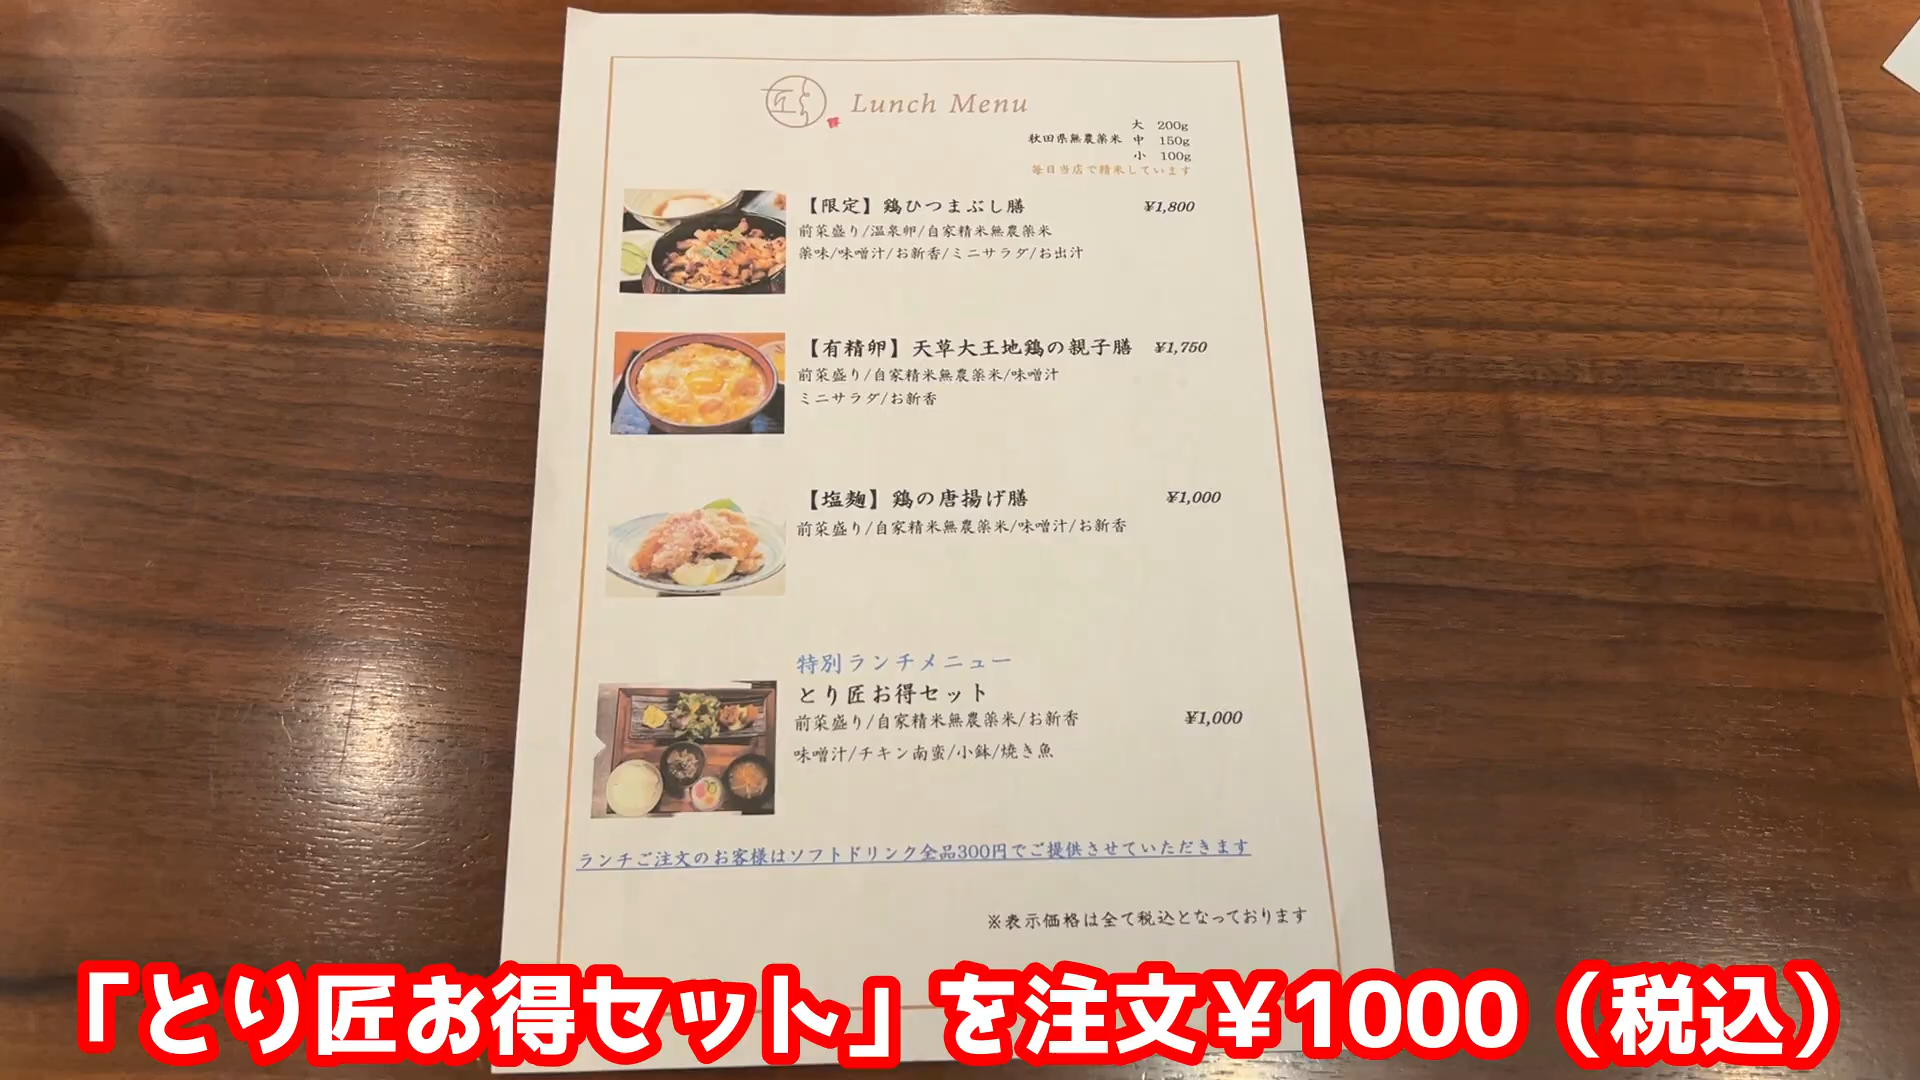 匠とり
Lunch Menu
大 200g
秋田県無農薬米 中 150g
小 100g
毎日当店で精米しています
【限定】鶏ひつまぶし膳 ¥1,800
前菜盛り/温泉卵/自家精米無農薬米
薬味/味噌汁/お新香/ミニサラダ/お出汁
【有精卵】天草大王地鶏の親子膳 ¥1,750
前菜盛り/自家精米無農薬米/味噌汁
ミニサラダ/お新香
【塩麹】鶏の唐揚げ膳 ¥1,000
前菜盛り/自家精米無農薬米/味噌汁/お新香
特別ランチメニュー
とり匠お得セット
前菜盛り/自家精米無農薬米/お新香 ¥1,000
味噌汁/チキン南蛮/小鉢/焼き魚
ランチご注文のお客様はソフトドリンク全品300円でご提供させていただきます
※表示価格は全て税込となっております
「とり匠お得セット」を注文¥1000（税込）